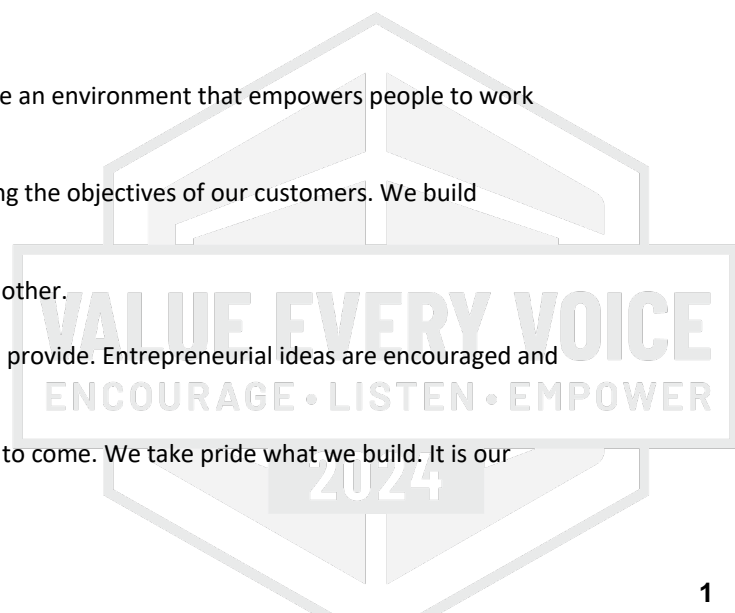 e an environment that empowers people to work
ng the objectives of our customers. We build
other.
provide. Entrepreneurial ideas are encouraged and
VALUE EVERY VOICE
ENCOURAGE • LISTEN • EMPOWER
to come. We take pride what we build. It is our
2024
1